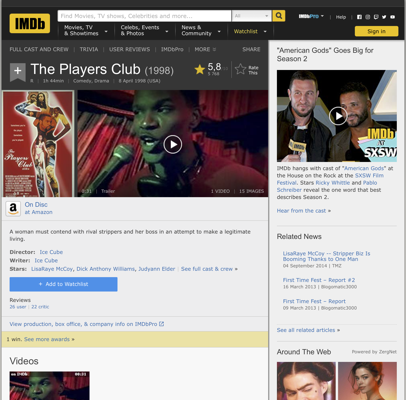 IMDb
Find Movies, TV shows, Celebrities and more...
All
IMDbPro
Help
Movies, TV & Showtimes
Celebs, Events & Photos
News & Community
Watchlist
Sign in
FULL CAST AND CREW | TRIVIA | USER REVIEWS | IMDbPro | MORE
SHARE
The Players Club (1998)
5,8
Rate This
R | 1h 44min | Comedy, Drama | 8 April 1998 (USA)
The Players Club
0:31 | Trailer
1 VIDEO | 15 IMAGES
On Disc
at Amazon
A woman must contend with rival strippers and her boss in an attempt to make a legitimate
living.
Director: Ice Cube
Writer: Ice Cube
Stars: LisaRaye McCoy, Dick Anthony Williams, Judyann Elder | See full cast & crew »
+ Add to Watchlist
Reviews
26 user | 22 critic
View production, box office, & company info on IMDbPro
1 win. See more awards »
Videos
"American Gods" Goes Big for
Season 2
IMDb
at
SXSW
IMDb hangs with cast of "American Gods" at
the House on the Rock at the SXSW Film
Festival. Stars Ricky Whittle and Pablo
Schreiber reveal the one word that best
describes Season 2.
Hear from the cast »
Related News
LisaRaye McCoy -- Stripper Biz Is
Booming Thanks to One Man
04 September 2014 | TMZ
First Time Fest – Report #2
16 March 2013 | Blogomatic3000
First Time Fest – Report
09 March 2013 | Blogomatic3000
See all related articles »
Around The Web
Powered by ZergNet